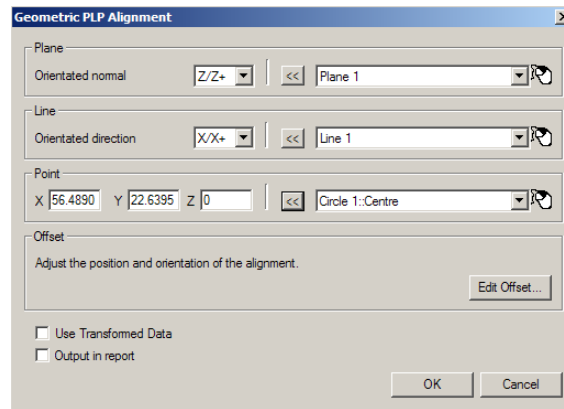 Geometric PLP Alignment
Plane
Orientated normal Z/Z+ << Plane 1
Line
Orientated direction X/X+ << Line 1
Point
X 56.4890 Y 22.6395 Z 0 << Circle 1::Centre
Offset
Adjust the position and orientation of the alignment.
Edit Offset...
Use Transformed Data
Output in report
OK Cancel